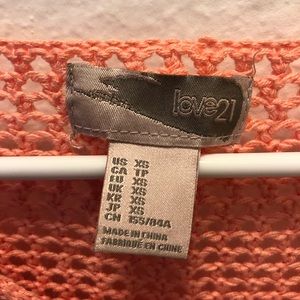 love21
US XS
CA TP
EU XS
UK XS
KR XS
JP XS
CN 155/84A
MADE IN CHINA
FABRIQUÉ EN CHINE